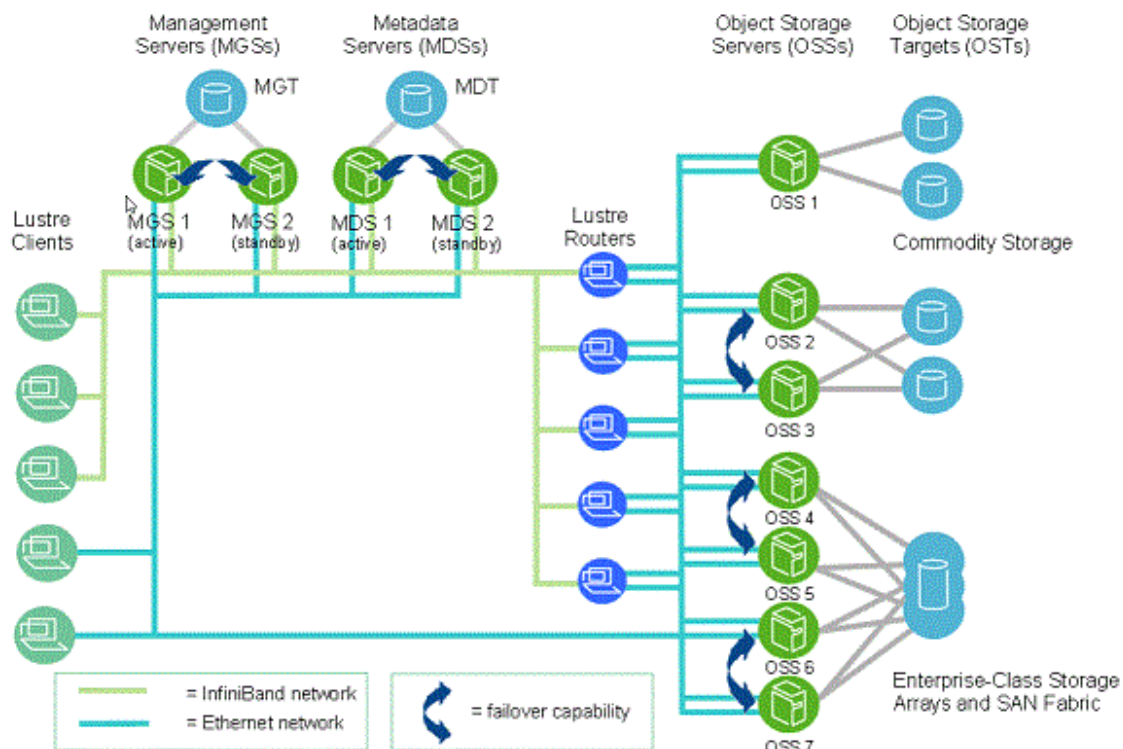 Management
Servers (MGSs)
Metadata
Servers (MDSs)
Object Storage
Servers (OSSs)
Object Storage
Targets (OSTs)
MGT
MDT
MGS 1
(active)
MGS 2
(standby)
MDS 1
(active)
MDS 2
(standby)
Lustre
Clients
Lustre
Routers
OSS 1
Commodity Storage
OSS 2
OSS 3
OSS 4
OSS 5
OSS 6
OSS 7
Enterprise-Class Storage
Arrays and SAN Fabric
= InfiniBand network
= Ethernet network
= failover capability